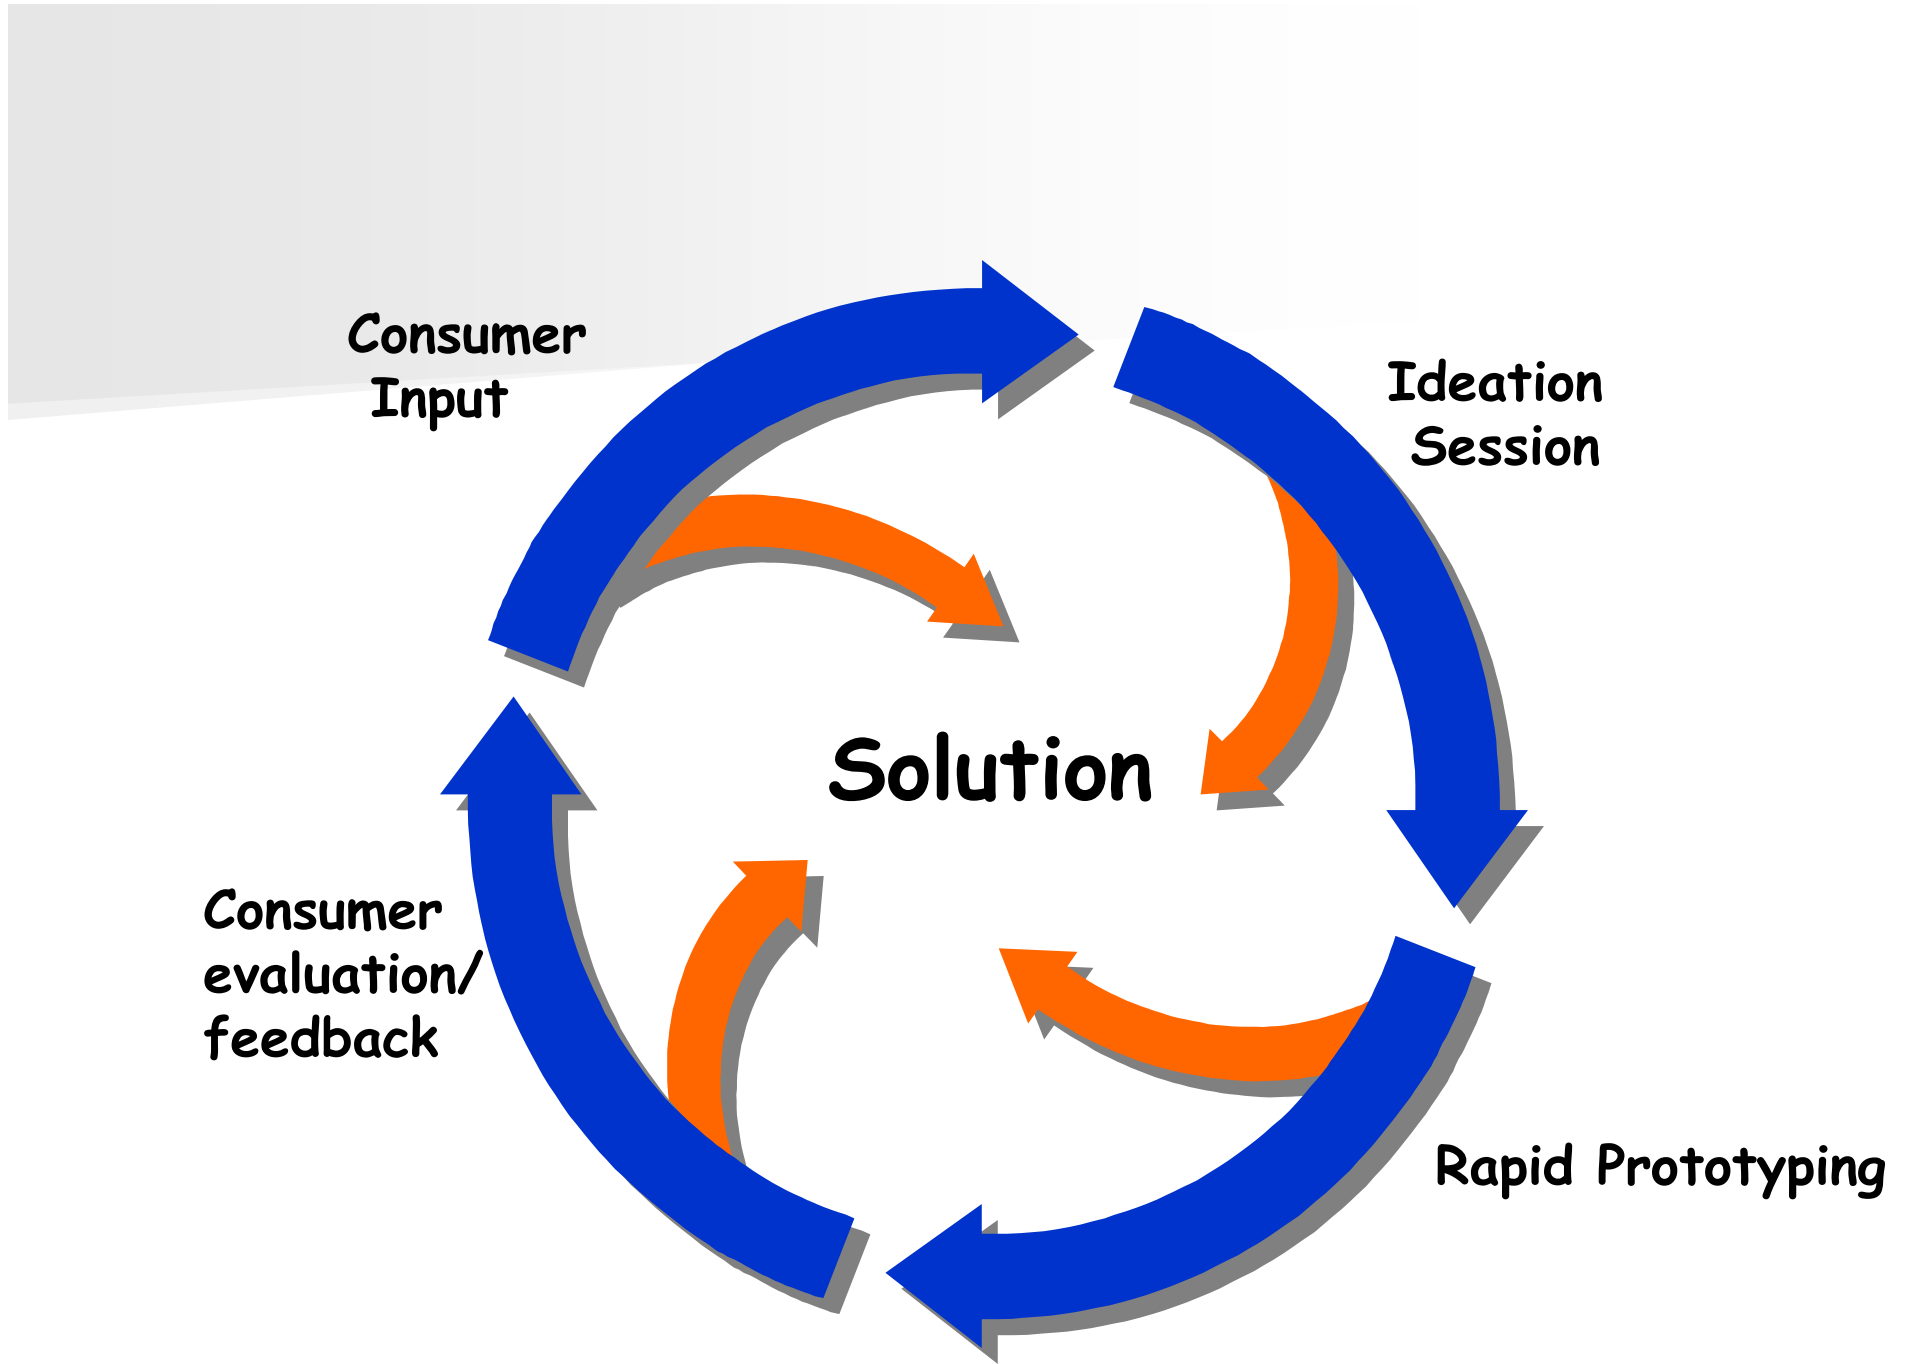 Consumer
Input
Ideation
Session
Solution
Consumer
evaluation/
feedback
Rapid Prototyping